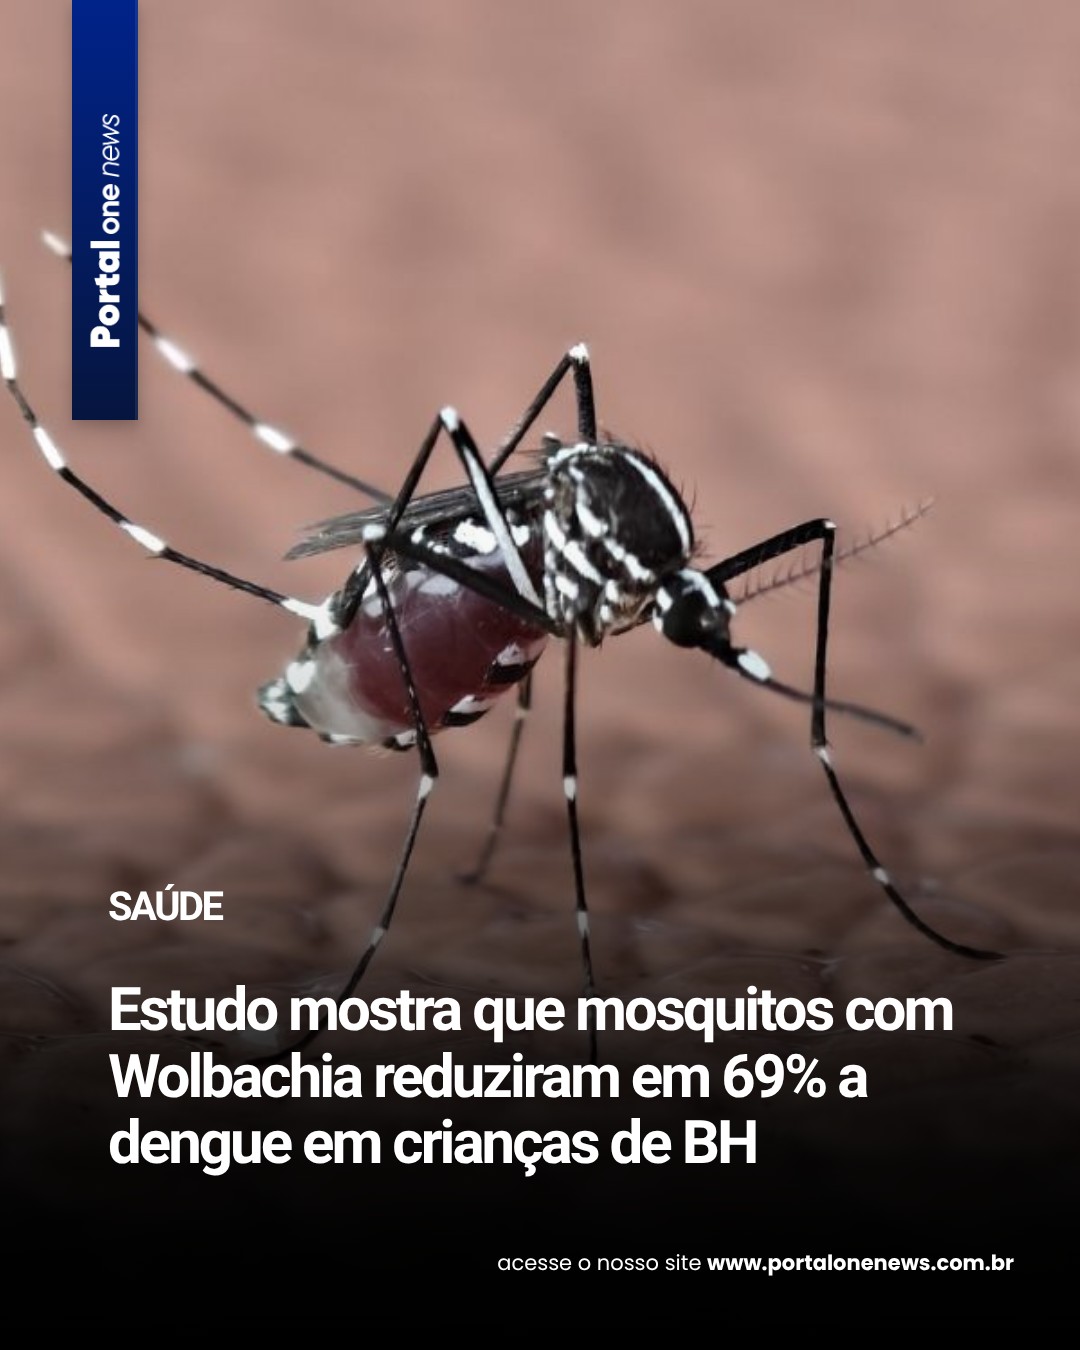 Portal one news
SAÚDE
Estudo mostra que mosquitos com
Wolbachia reduziram em 69% a
dengue em crianças de BH
acesse o nosso site www.portalonenews.com.br